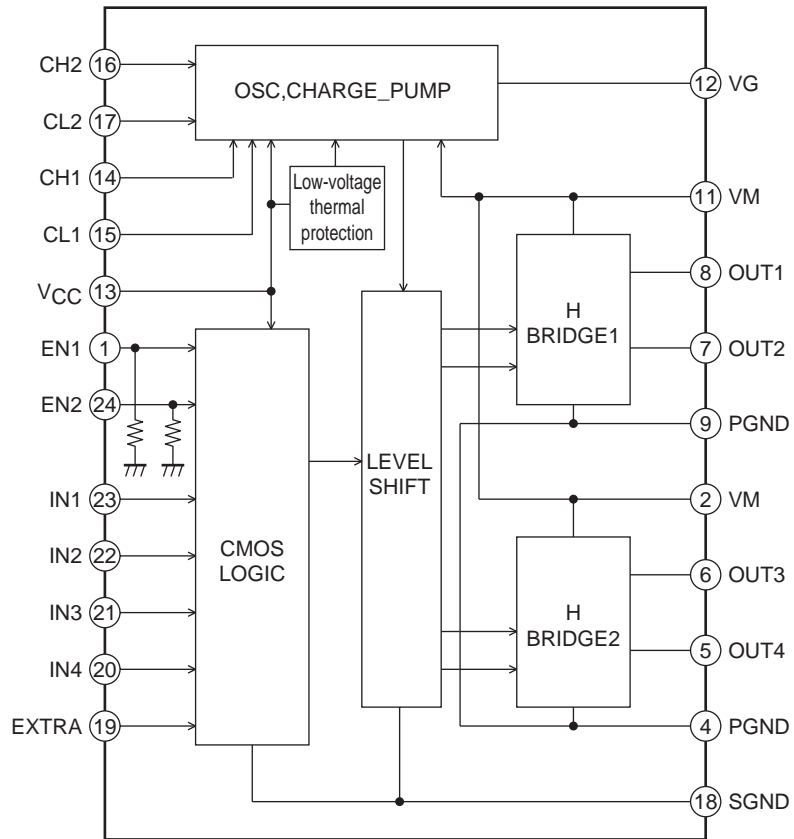 CH2 16
CL2 17
CH1 14
CL1 15
VCC 13
EN1 1
EN2 24
IN1 23
IN2 22
IN3 21
IN4 20
EXTRA 19
OSC,CHARGE_PUMP
Low-voltage
thermal
protection
CMOS
LOGIC
LEVEL
SHIFT
H
BRIDGE1
H
BRIDGE2
12 VG
11 VM
8 OUT1
7 OUT2
9 PGND
2 VM
6 OUT3
5 OUT4
4 PGND
18 SGND